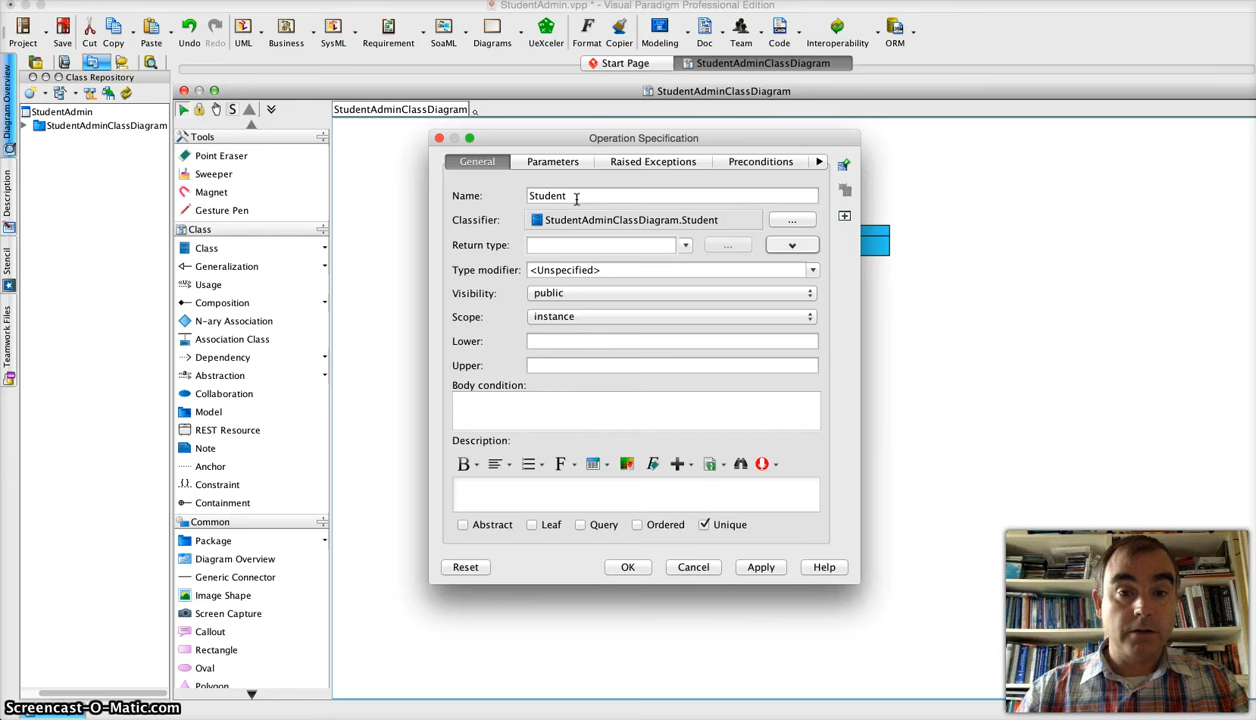 StudentAdmin.vpp * - Visual Paradigm Professional Edition
Project Save Cut Copy Paste Undo Redo UML Business SysML Requirement SoaML Diagrams UeXceler Format Copier Modeling Doc Team Code Interoperability ORM
Start Page StudentAdminClassDiagram
Class Repository
StudentAdminClassDiagram
StudentAdmin
StudentAdminClassDiagram
Diagram Overview
Description
Stencil
Teamwork Files
S
StudentAdminClassDiagram
Tools
Point Eraser
Sweeper
Magnet
Gesture Pen
Class
Class
Generalization
Usage
Composition
N-ary Association
Association Class
Dependency
Abstraction
Collaboration
Model
REST Resource
Note
Anchor
Constraint
Containment
Common
Package
Diagram Overview
Generic Connector
Image Shape
Screen Capture
Callout
Rectangle
Oval
Polygon
Operation Specification
General Parameters Raised Exceptions Preconditions
Name: Student
Classifier: StudentAdminClassDiagram.Student ...
Return type: ...
Type modifier: <Unspecified>
Visibility: public
Scope: instance
Lower:
Upper:
Body condition:
Description:
B F
Abstract Leaf Query Ordered Unique
Reset OK Cancel Apply Help
Screencast-O-Matic.com